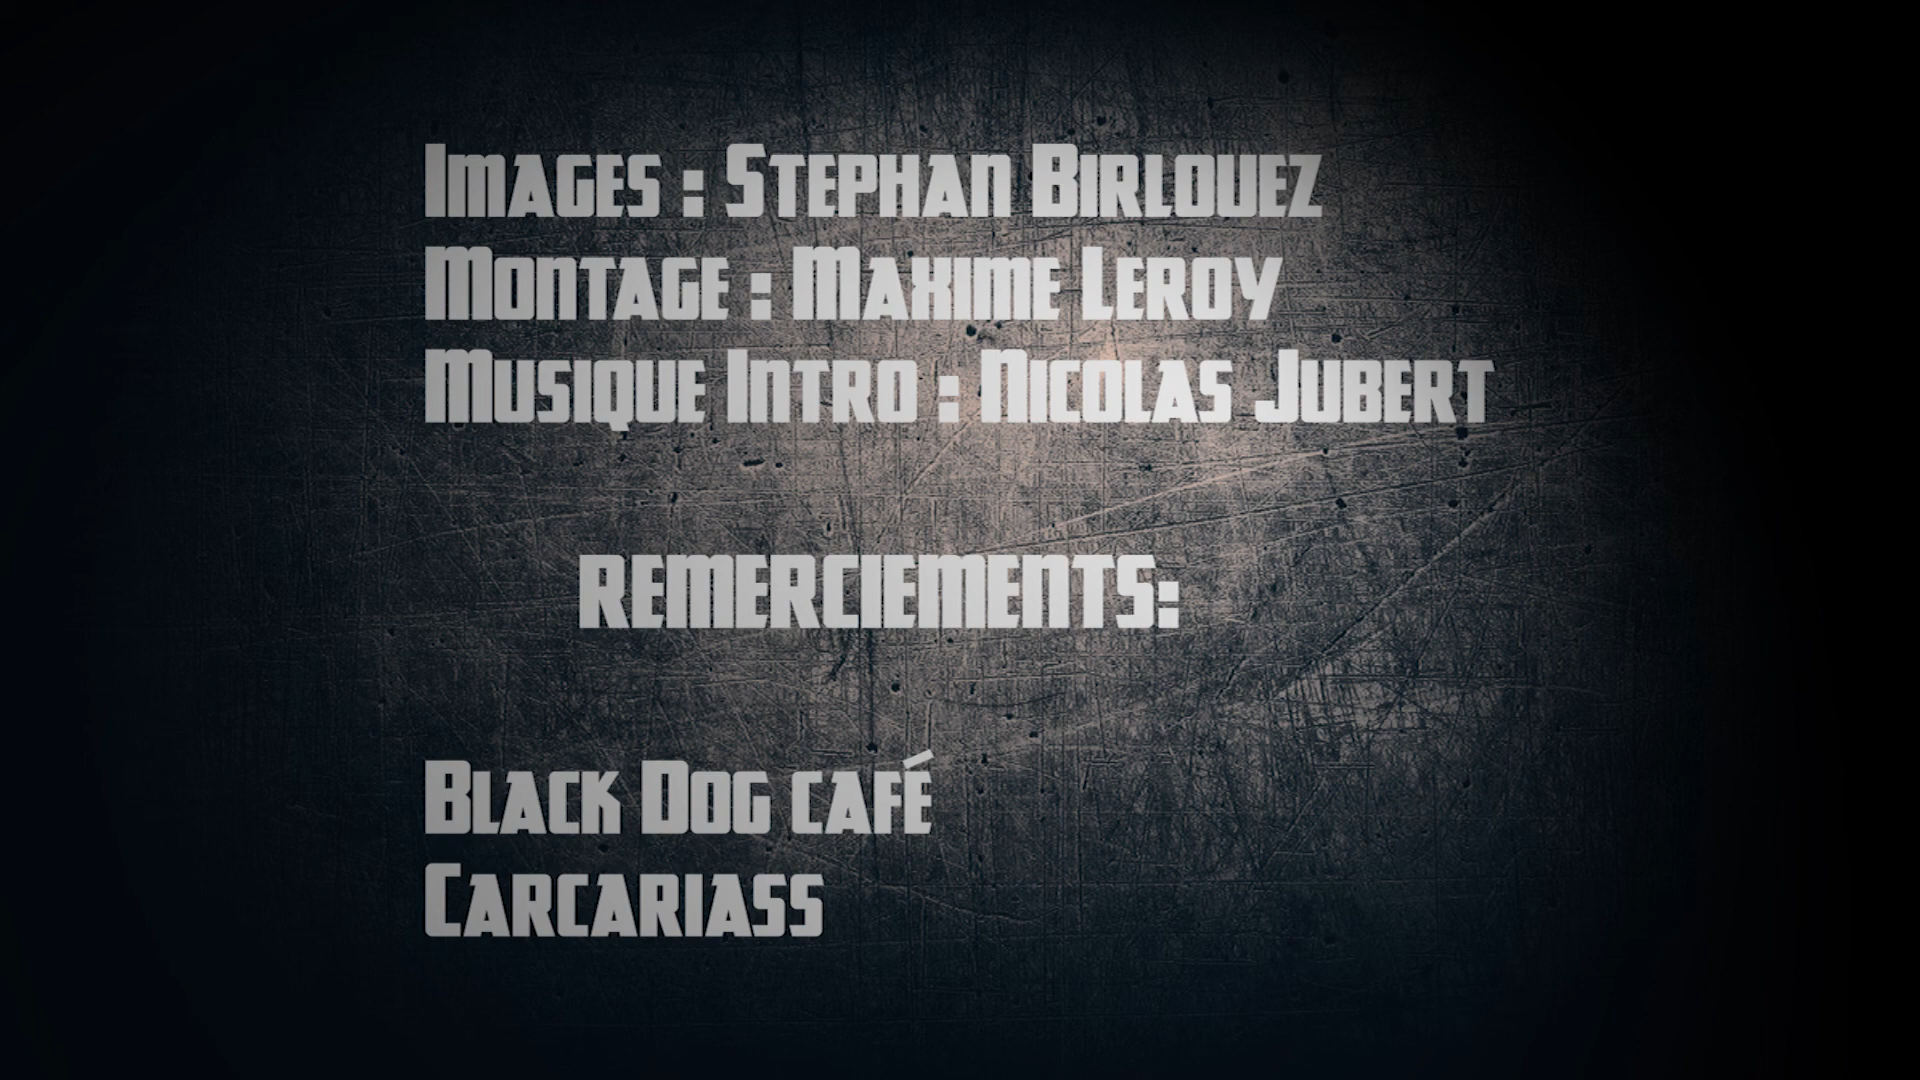 Images : Stephan Birlouez
Montage : Maxime Leroy
Musique Intro : Nicolas Jubert
REMERCIEMENTS:
Black Dog café
Carcariass